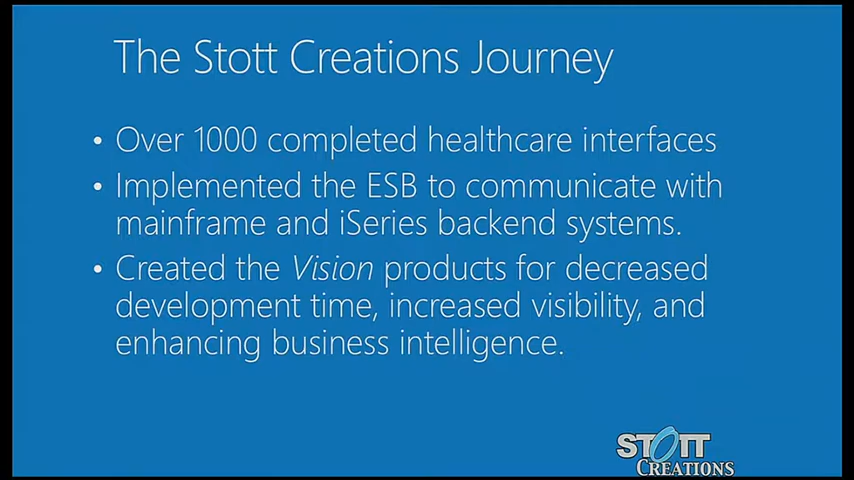 The Stott Creations Journey
• Over 1000 completed healthcare interfaces
• Implemented the ESB to communicate with
mainframe and iSeries backend systems.
• Created the Vision products for decreased
development time, increased visibility, and
enhancing business intelligence.
STOTT
CREATIONS